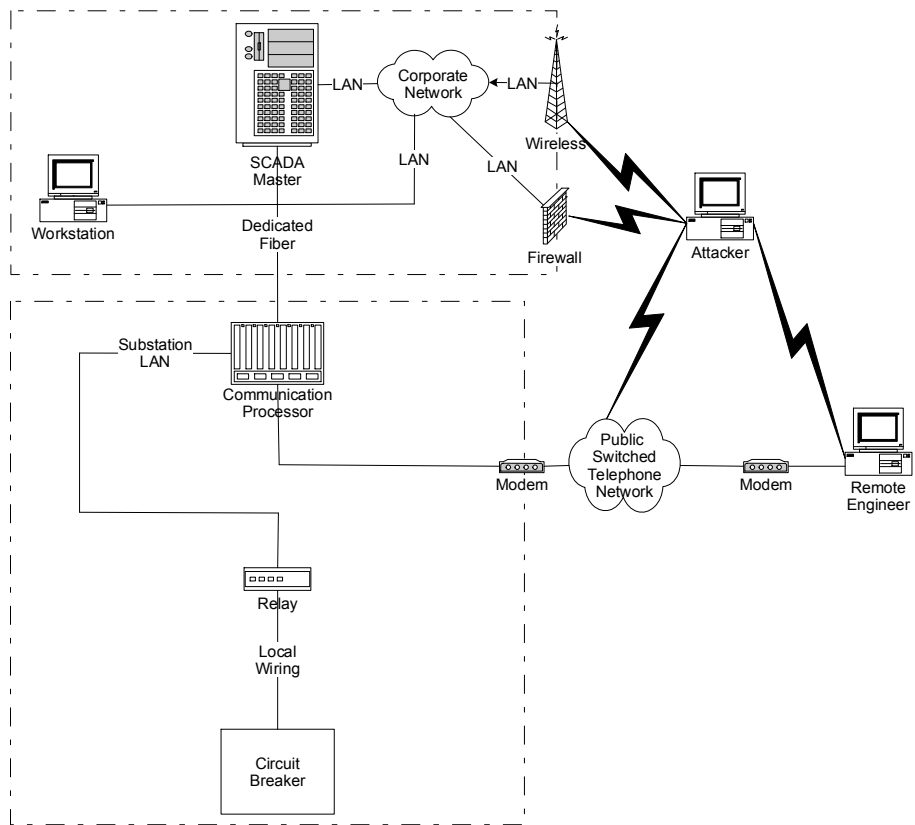 LAN
Corporate
Network
LAN
Wireless
SCADA
Master
LAN
LAN
Workstation
Dedicated
Fiber
Firewall
Attacker
Substation
LAN
Communication
Processor
Public
Switched
Telephone
Network
Modem
Modem
Remote
Engineer
Relay
Local
Wiring
Circuit
Breaker